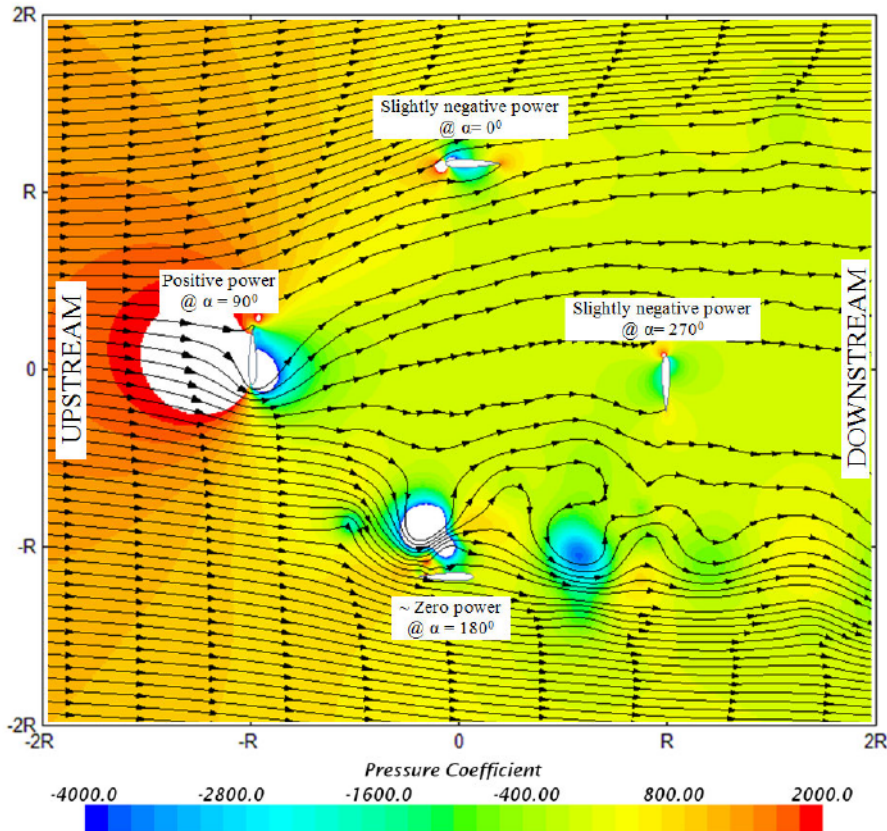 2R
Slightly negative power
@ α= 0⁰
R
Positive power
@ α = 90⁰
Slightly negative power
@ α= 270⁰
UPSTREAM
DOWNSTREAM
0
-R
~ Zero power
@ α = 180⁰
-2R
-2R
-R
0
R
2R
Pressure Coefficient
-4000.0 -2800.0 -1600.0 -400.00 800.00 2000.0